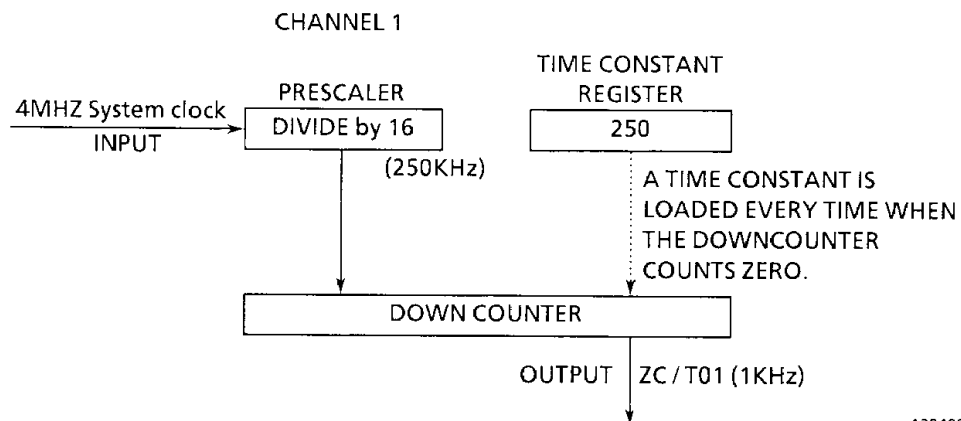 CHANNEL 1
4MHZ System clock
INPUT
PRESCALER
DIVIDE by 16
(250KHz)
TIME CONSTANT
REGISTER
250
A TIME CONSTANT IS
LOADED EVERY TIME WHEN
THE DOWNCOUNTER
COUNTS ZERO.
DOWN COUNTER
OUTPUT ZC / T01 (1KHz)